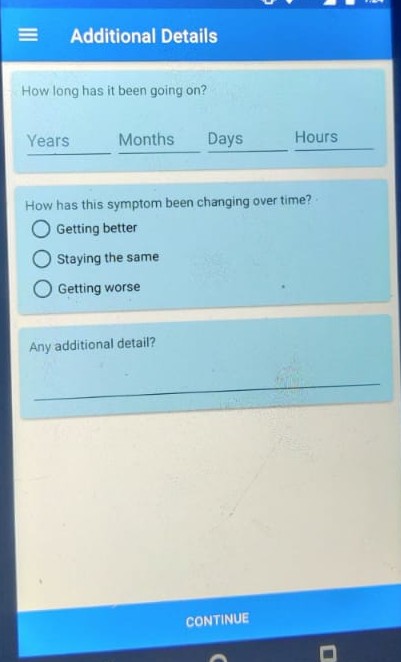 Additional Details
How long has it been going on?
Years Months Days Hours
How has this symptom been changing over time?
Getting better
Staying the same
Getting worse
Any additional detail?
CONTINUE